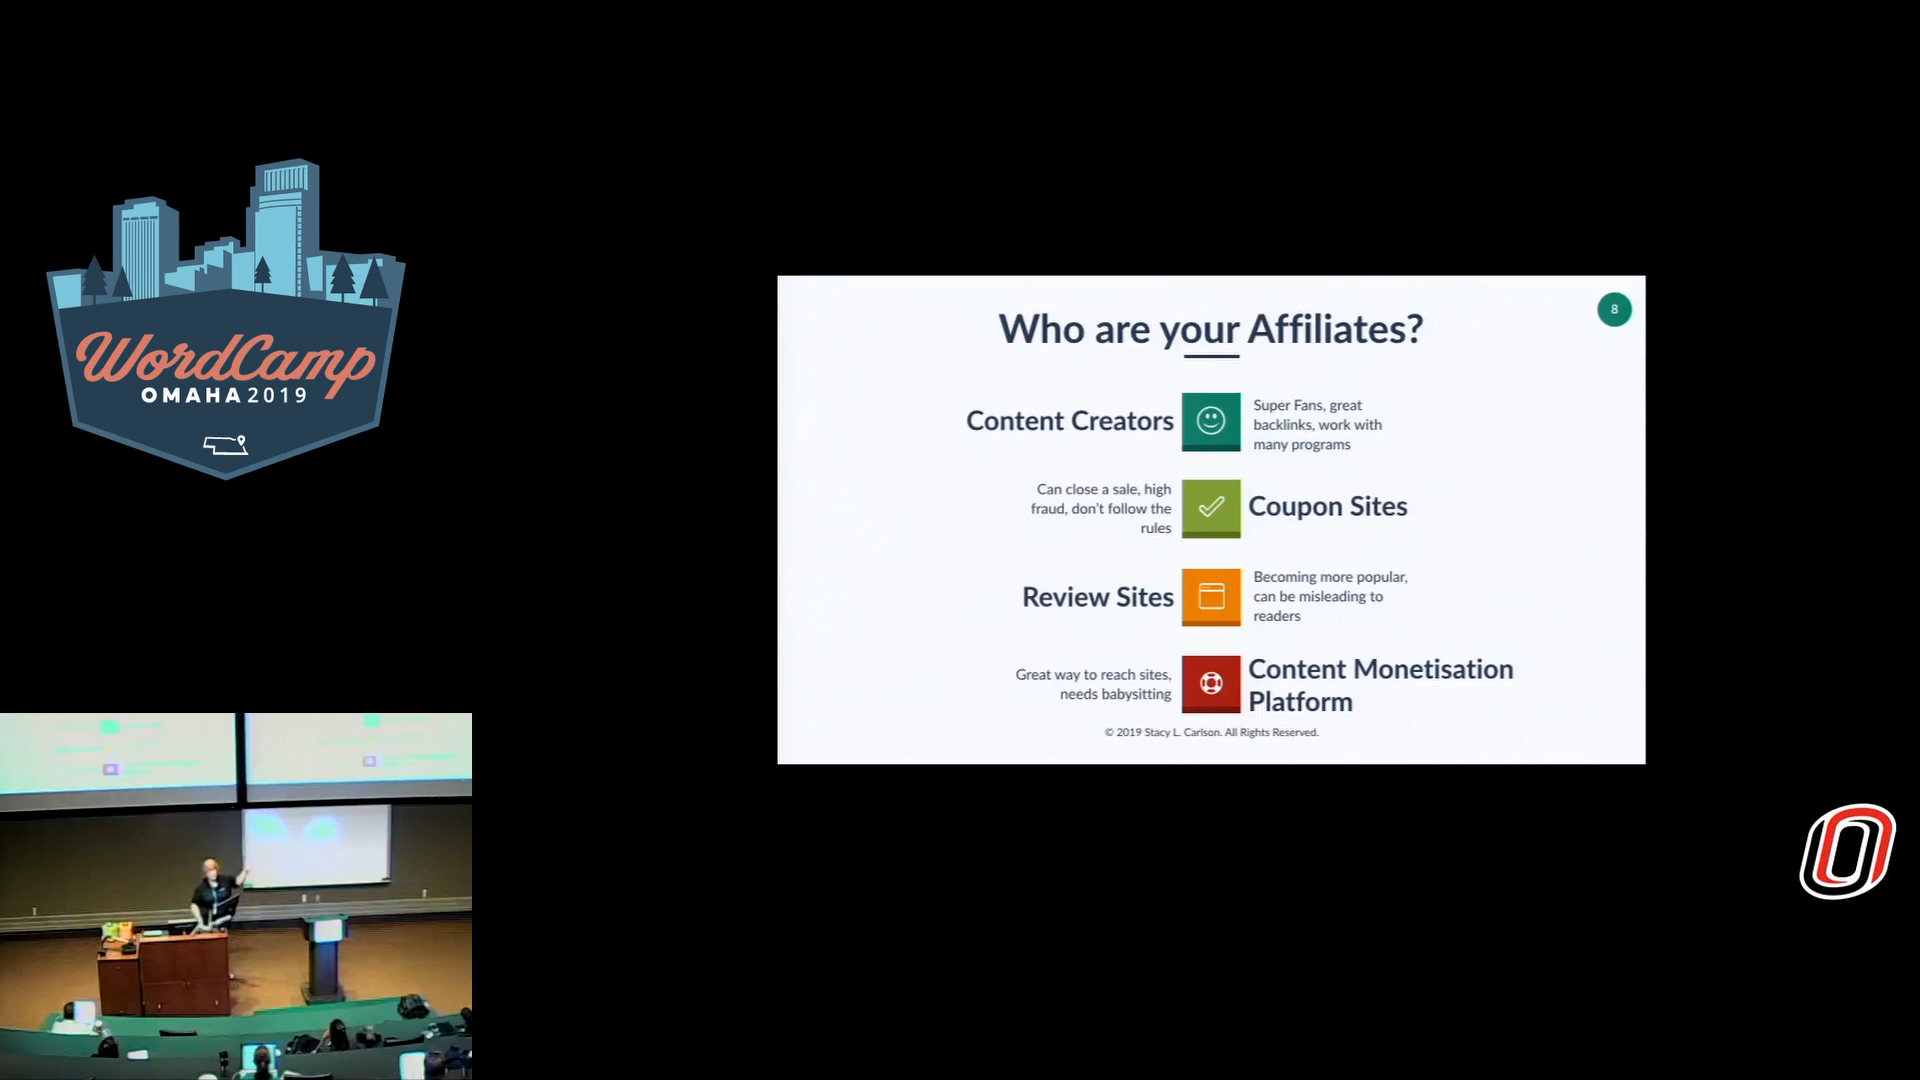 WordCamp
OMAHA 2019
8
Who are your Affiliates?
Content Creators
Super Fans, great
backlinks, work with
many programs
Can close a sale, high
fraud, don't follow the
rules
Coupon Sites
Review Sites
Becoming more popular,
can be misleading to
readers
Great way to reach sites,
needs babysitting
Content Monetisation
Platform
© 2019 Stacy L. Carlson. All Rights Reserved.
O